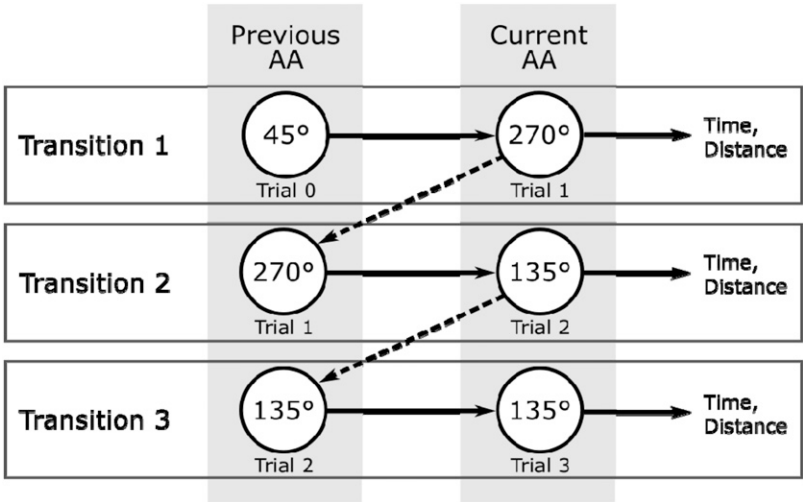 Previous
AA
Current
AA
Transition 1
45°
Trial 0
270°
Trial 1
Time,
Distance
Transition 2
270°
Trial 1
135°
Trial 2
Time,
Distance
Transition 3
135°
Trial 2
135°
Trial 3
Time,
Distance